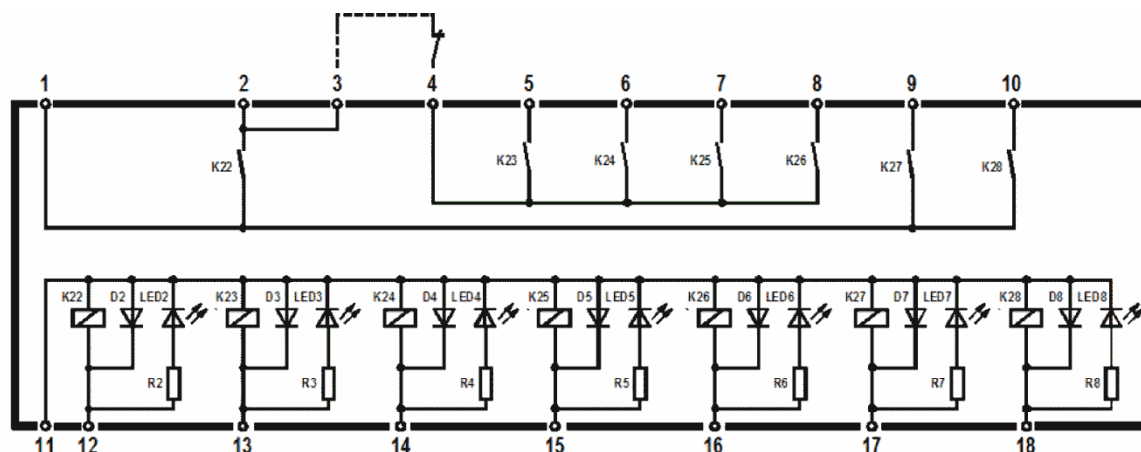 1 2 3 4 5 6 7 8 9 10
K22 K23 K24 K25 K26 K27 K28
K22 D2 LED2 K23 D3 LED3 K24 D4 LED4 K25 D5 LED5 K26 D6 LED6 K27 D7 LED7 K28 D8 LED8
R2 R3 R4 R5 R6 R7 R8
11 12 13 14 15 16 17 18